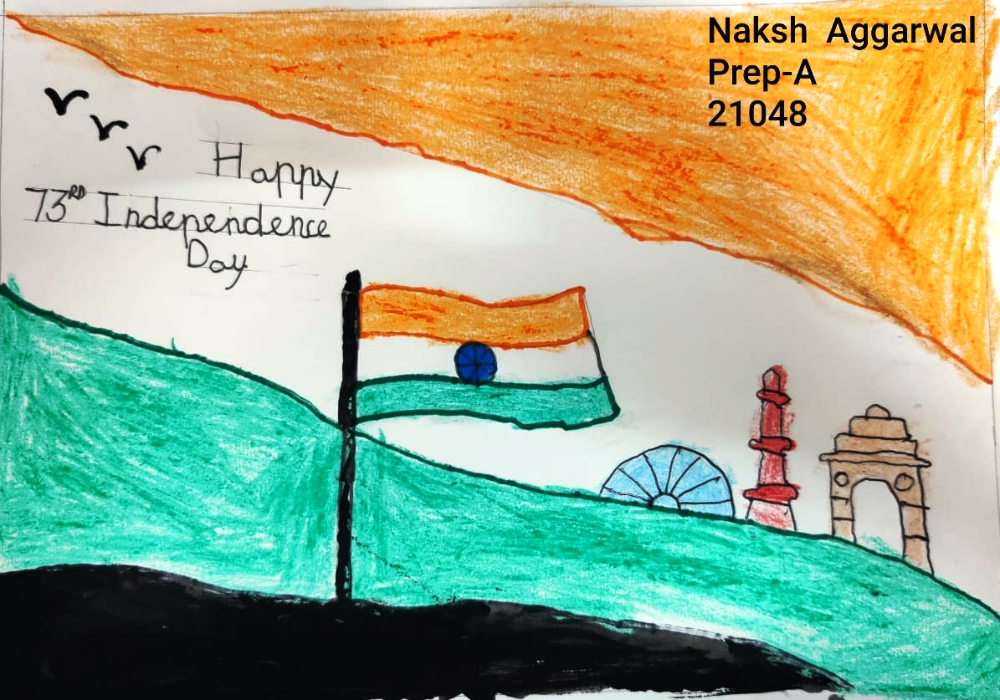 Naksh Aggarwal
Prep-A
21048
Happy
73RD Independence
Day